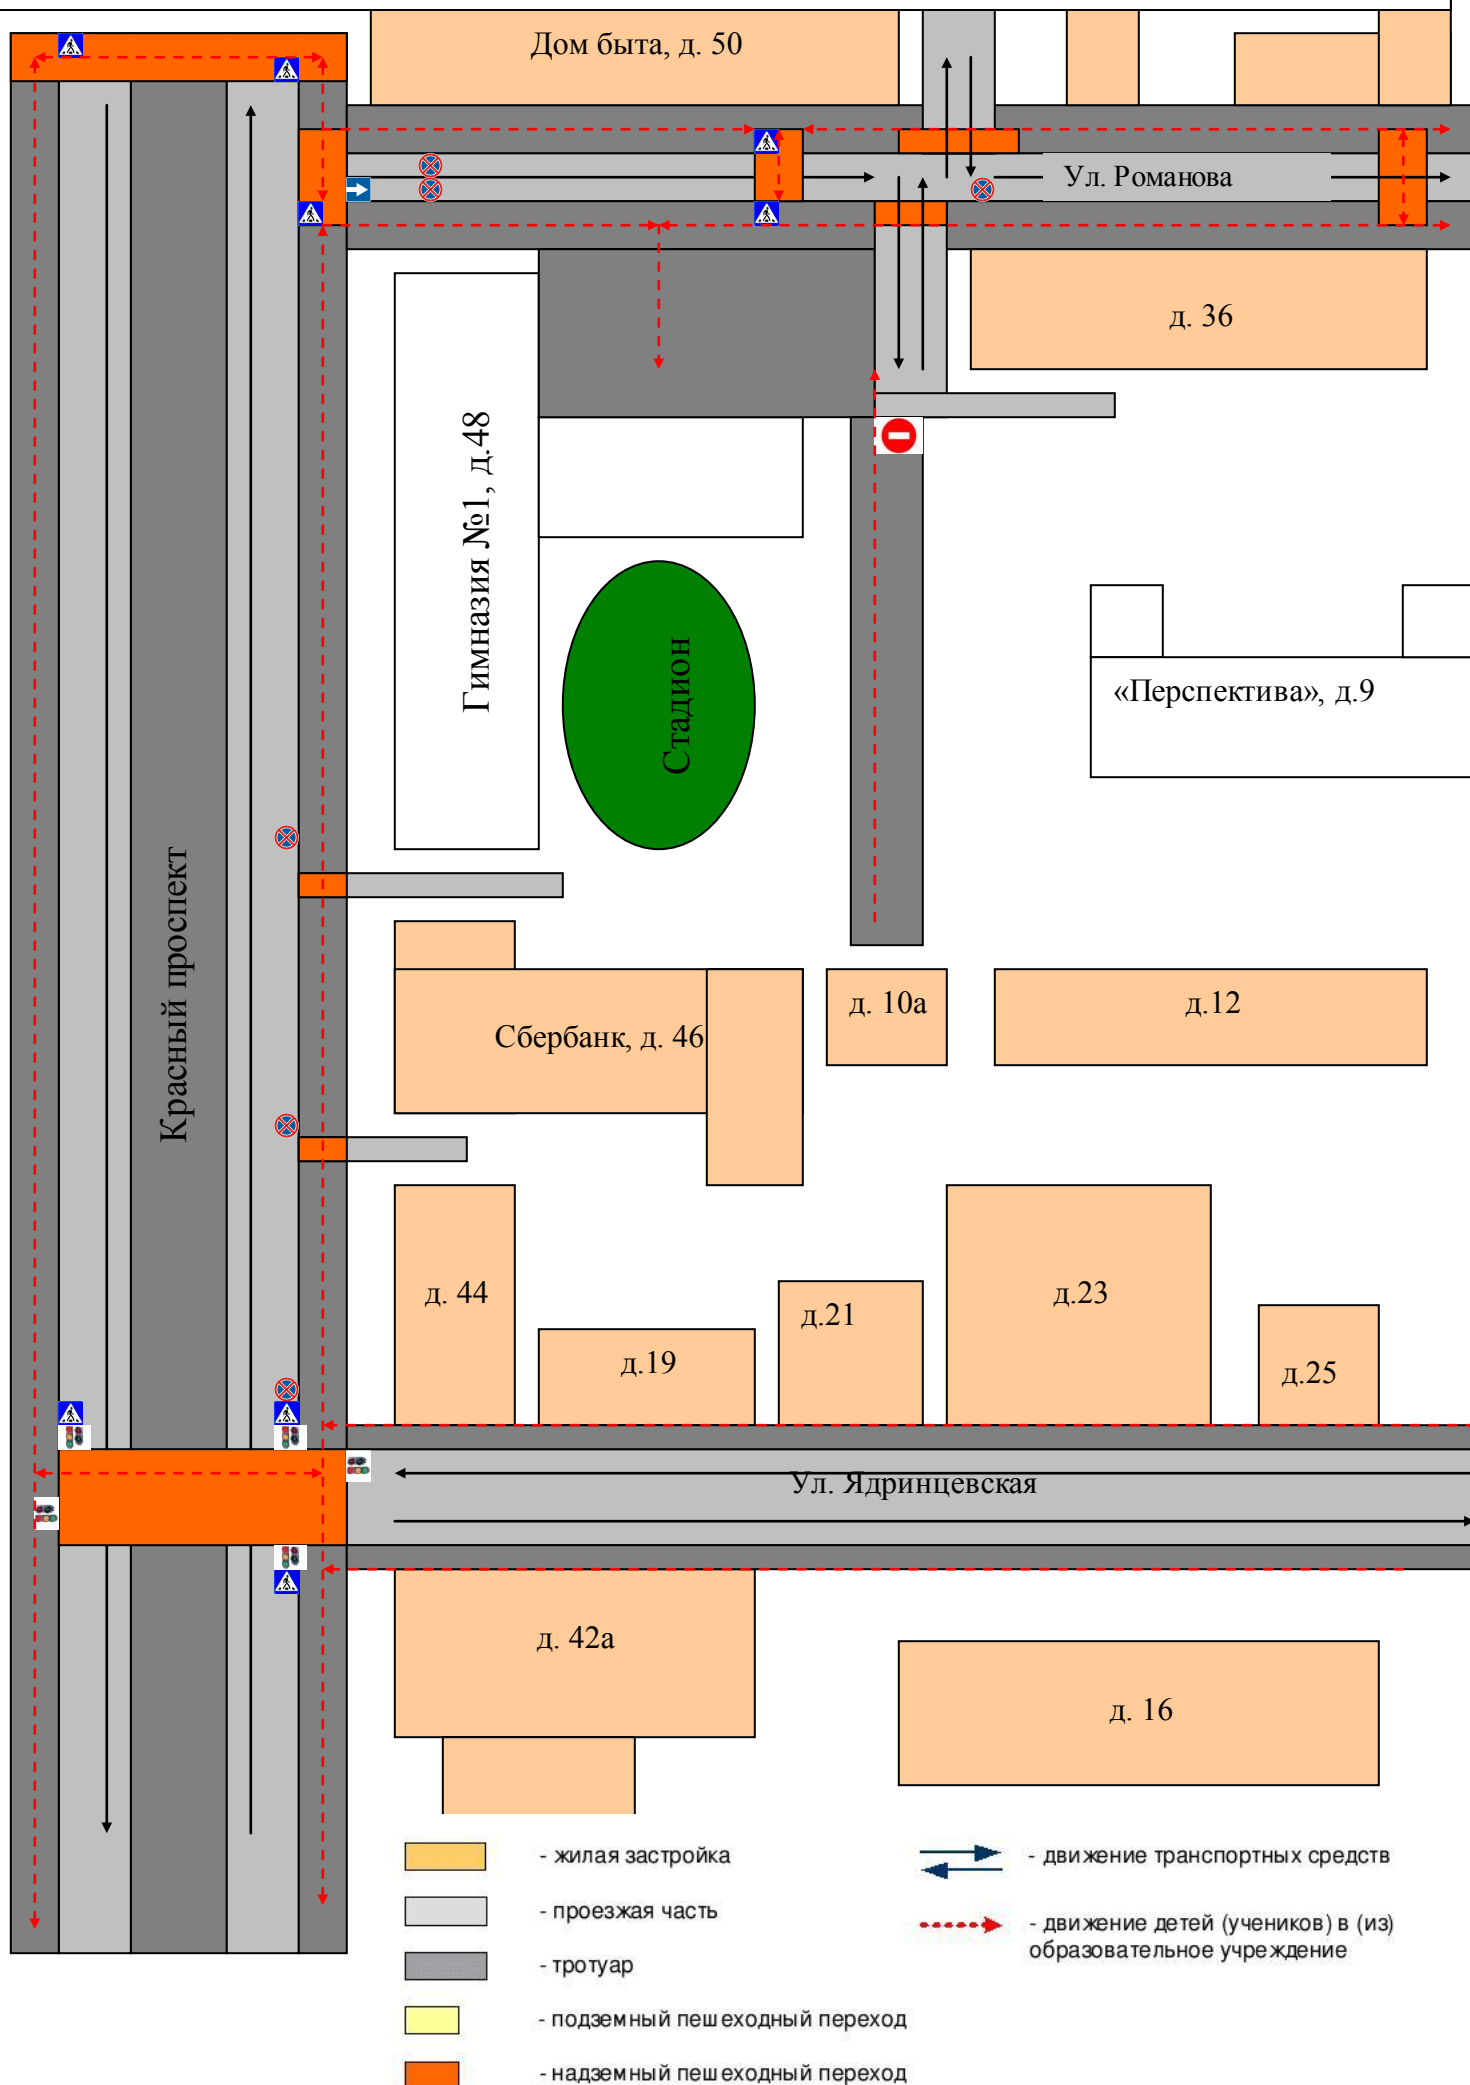 Дом быта, д. 50
Ул. Романова
д. 36
Гимназия №1, д.48
Стадион
«Перспектива», д.9
Красный проспект
д. 10а
д.12
Сбербанк, д. 46
д. 44
д.19
д.21
д.23
д.25
Ул. Ядринцевская
д. 42а
д. 16
- жилая застройка
- проезжая часть
- тротуар
- подземный пешеходный переход
- надземный пешеходный переход
- движение транспортных средств
- движение детей (учеников) в (из)
образовательное учреждение